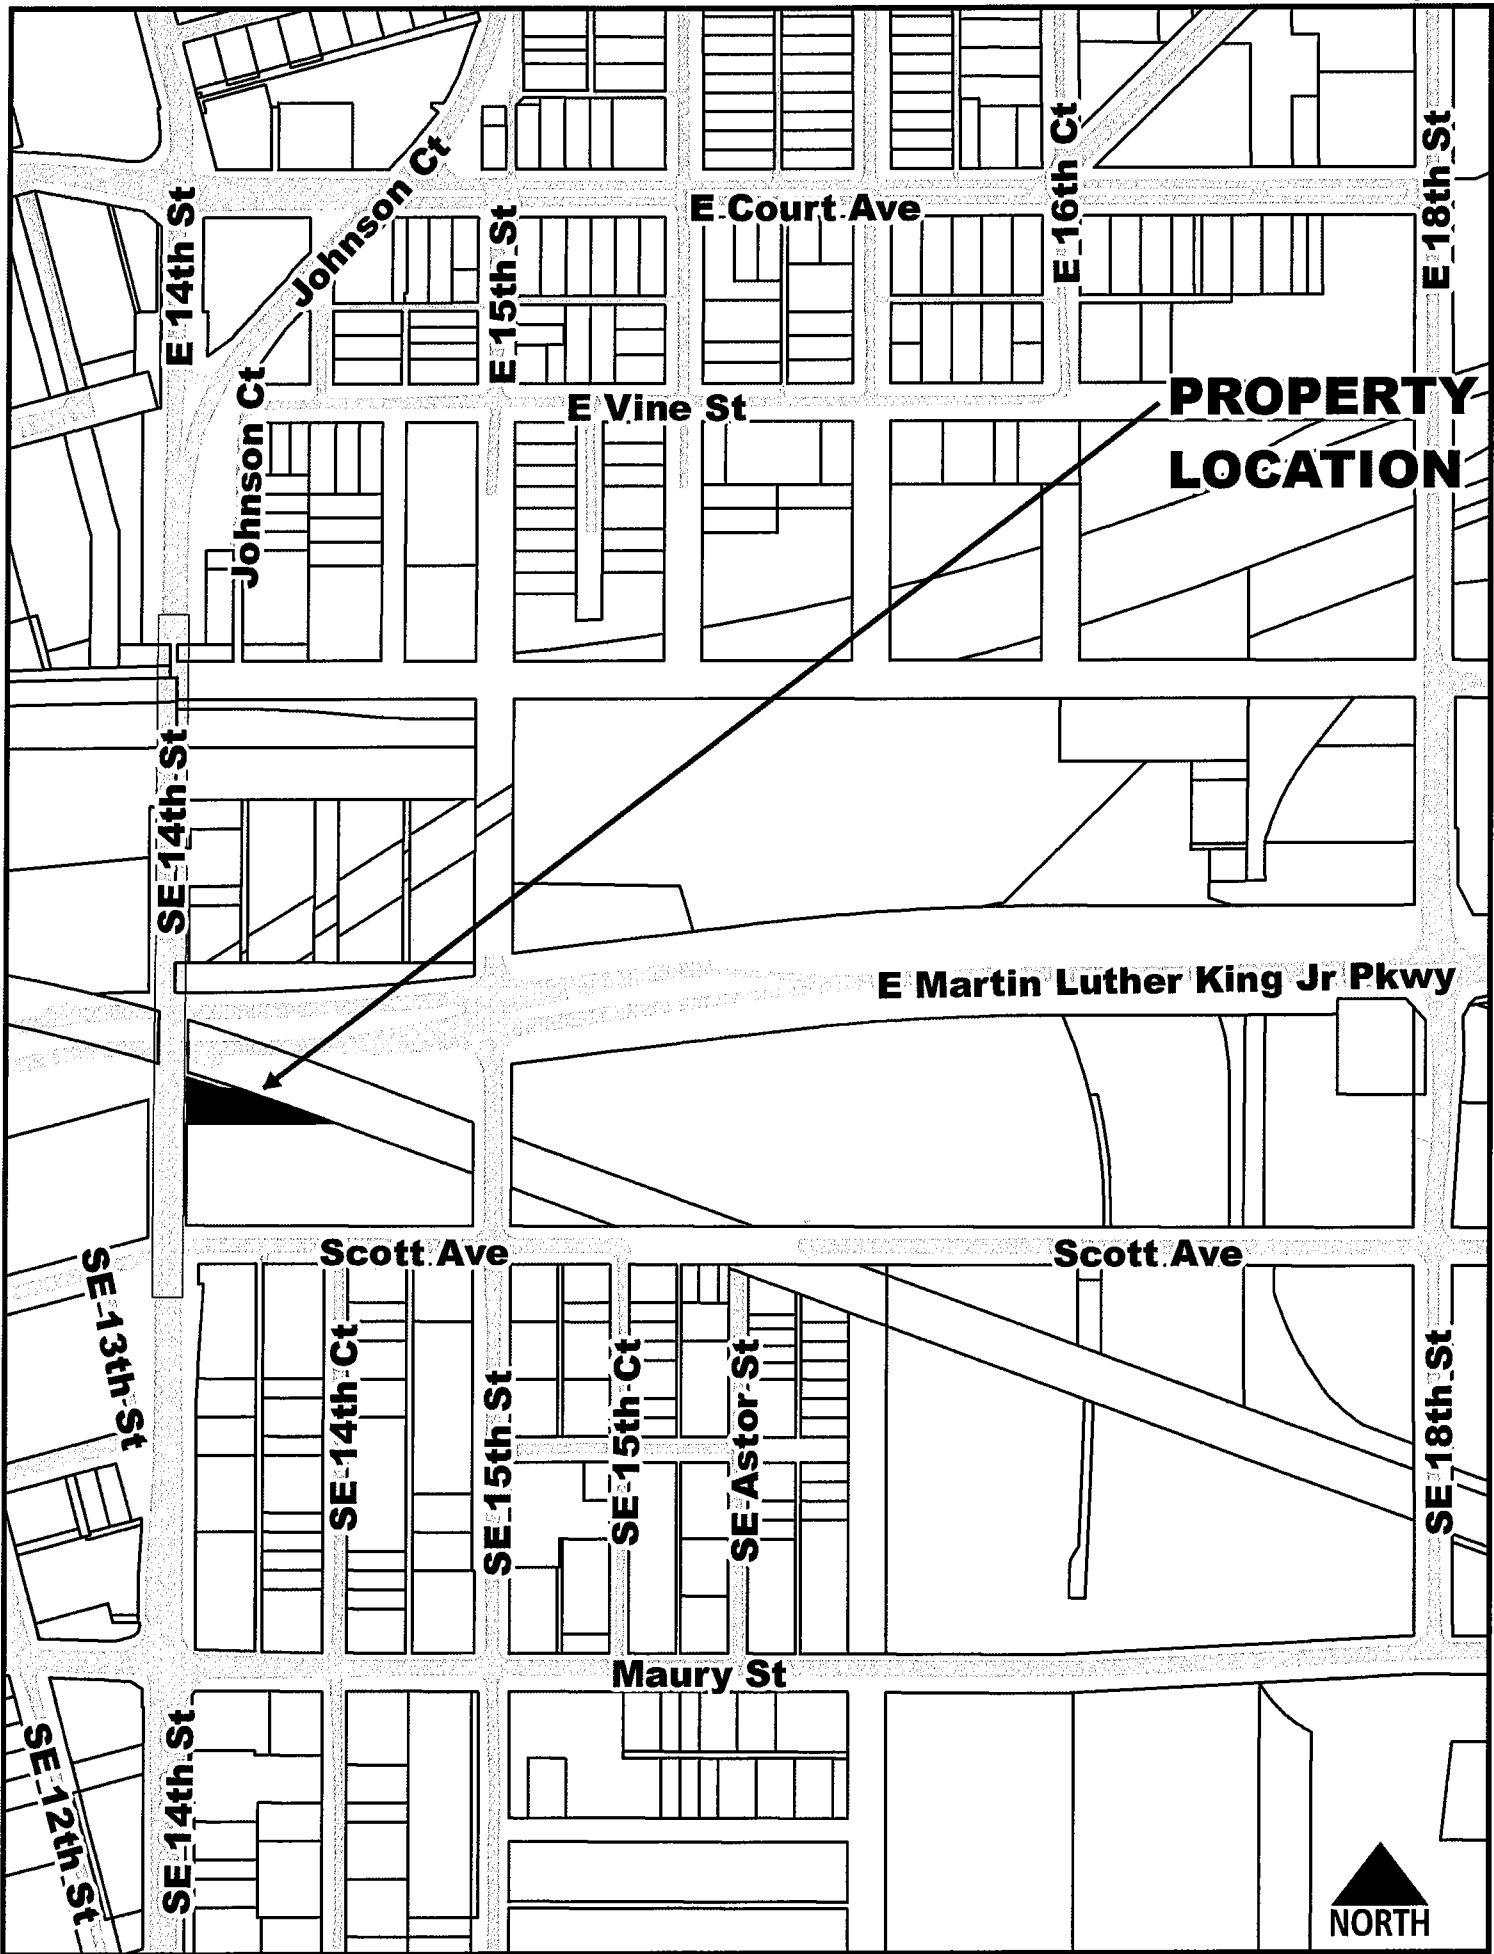 E 14th St
Johnson Ct
E 15th St
E Court Ave
E 16th Ct
E 18th St
Johnson Ct
E Vine St
PROPERTY
LOCATION
SE 14th St
E Martin Luther King Jr Pkwy
SE 13th St
Scott Ave
Scott Ave
SE 14th Ct
SE 15th St
SE 15th Ct
SE Astor St
SE 18th St
Maury St
SE 12th St
SE 14th St
NORTH